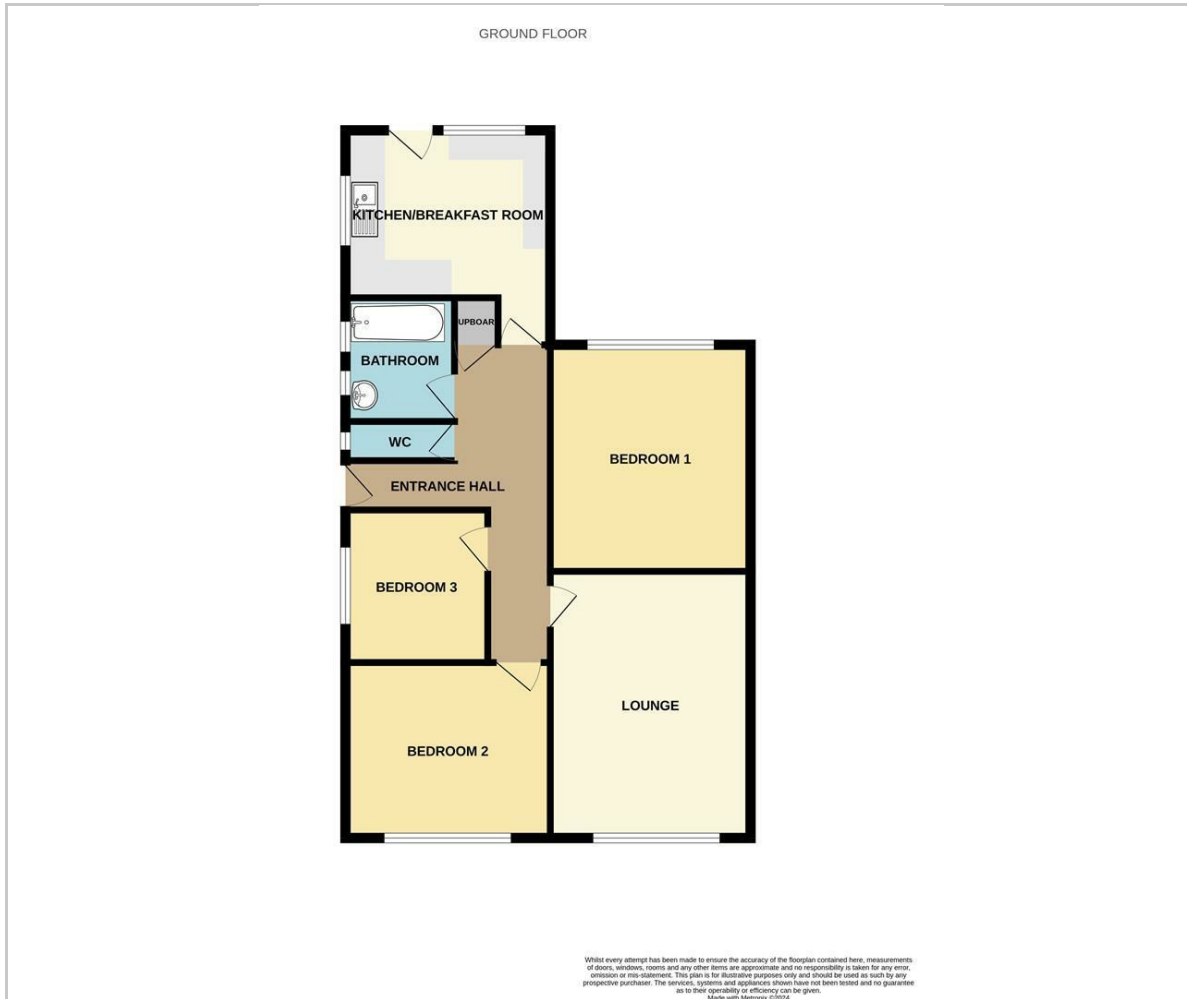 GROUND FLOOR
KITCHEN/BREAKFAST ROOM
UPBOAR
BATHROOM
WC
BEDROOM 1
ENTRANCE HALL
BEDROOM 3
LOUNGE
BEDROOM 2
Whilst every attempt has been made to ensure the accuracy of the floorplan contained here, measurements
of doors, windows, rooms and any other items are approximate and no responsibility is taken for any error,
omission or mis-statement. This plan is for illustrative purposes only and should be used as such by any
prospective purchaser. The services, systems and appliances shown have not been tested and no guarantee
as to their operability or efficiency can be given.
Made with Metropix ©2024